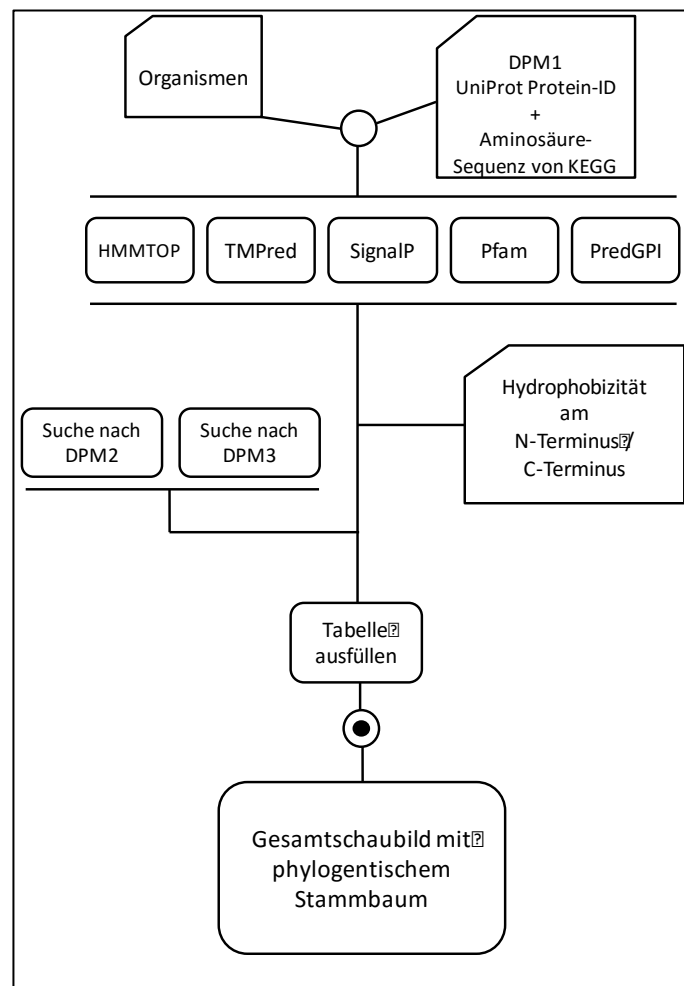 Organismen
DPM1
UniProt Protein-ID
+
Aminosäure-
Sequenz von KEGG
HMMTOP
TMPred
SignalP
Pfam
PredGPI
Hydrophobizität
am
N-Terminus⍰/
C-Terminus
Suche nach
DPM2
Suche nach
DPM3
Tabelle⍰
ausfüllen
Gesamtschaubild mit⍰
phylogentischem
Stammbaum